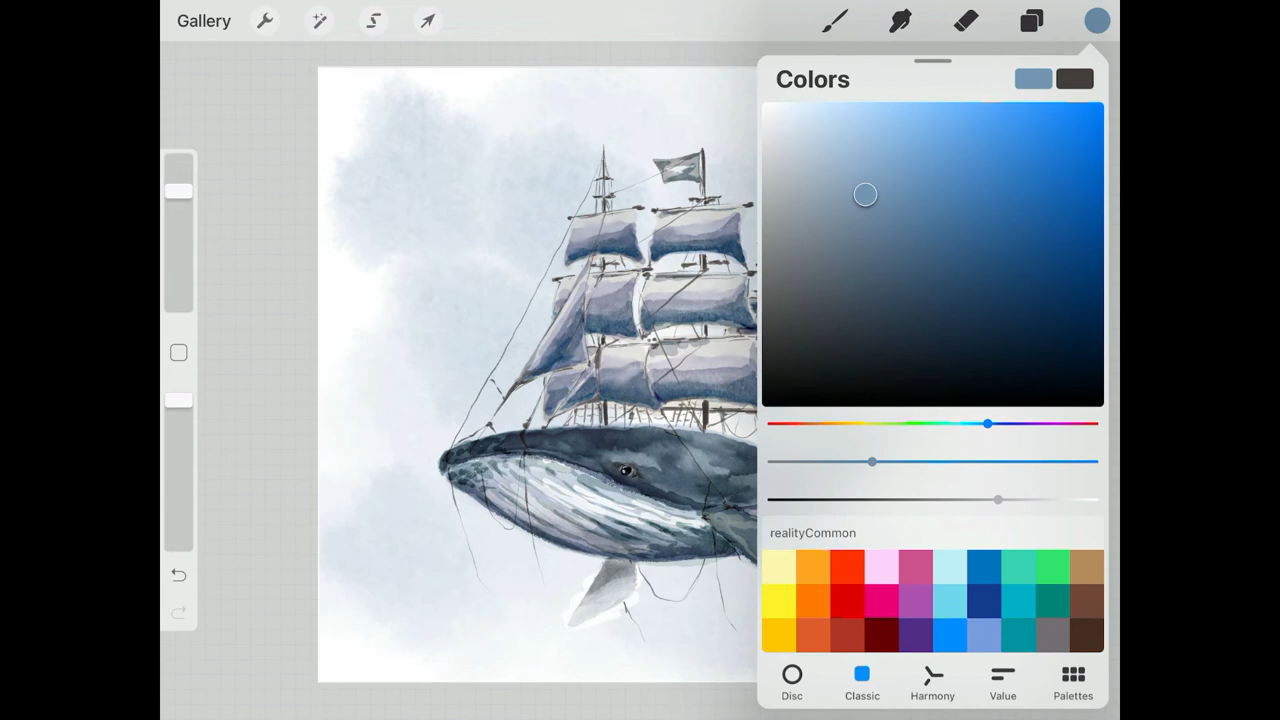 Gallery
Colors
realityCommon
Disc
Classic
Harmony
Value
Palettes